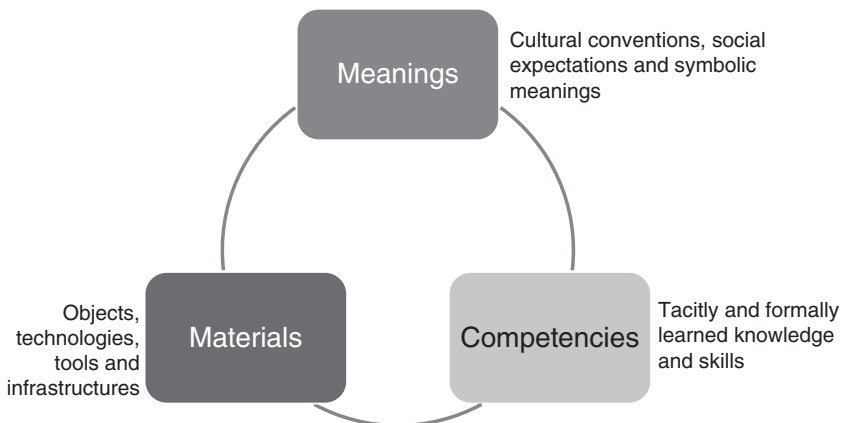 Meanings
Cultural conventions, social
expectations and symbolic
meanings
Objects,
technologies,
tools and
infrastructures
Materials
Competencies
Tacitly and formally
learned knowledge
and skills